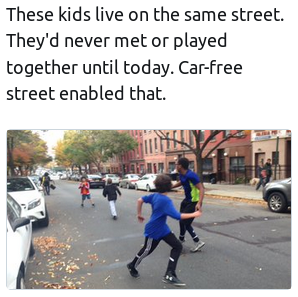 These kids live on the same street.
They'd never met or played
together until today. Car-free
street enabled that.